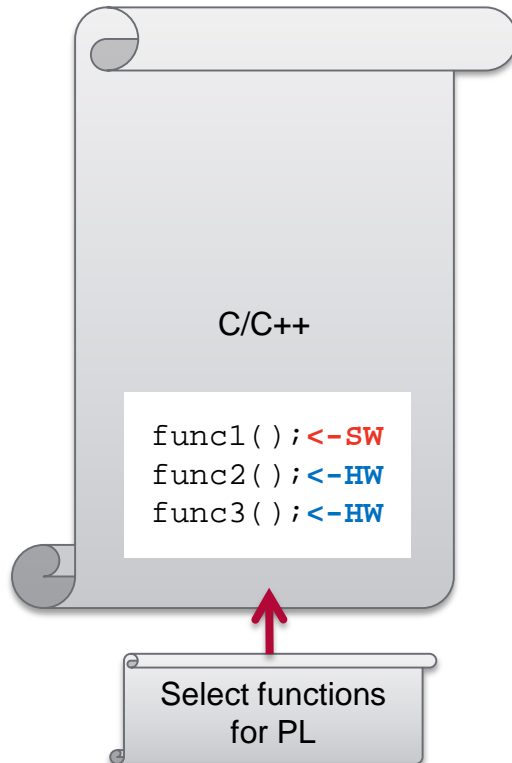 C/C++
func1();<-SW
func2();<-HW
func3();<-HW
Select functions
for PL